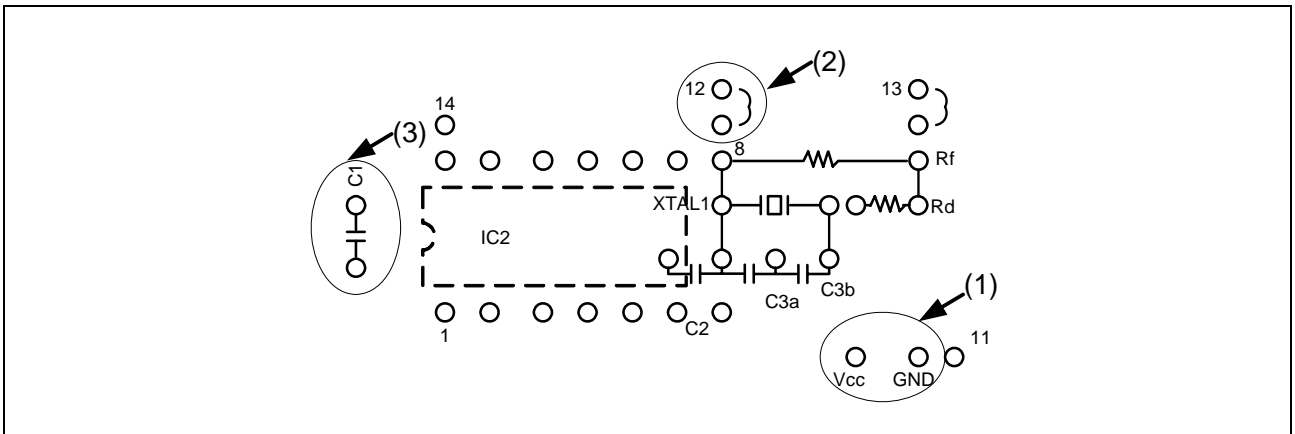 (2)
12
13
14
(3)
8
Rf
C1
XTAL1
Rd
IC2
C3a
C3b
(1)
C2
1
11
Vcc
GND